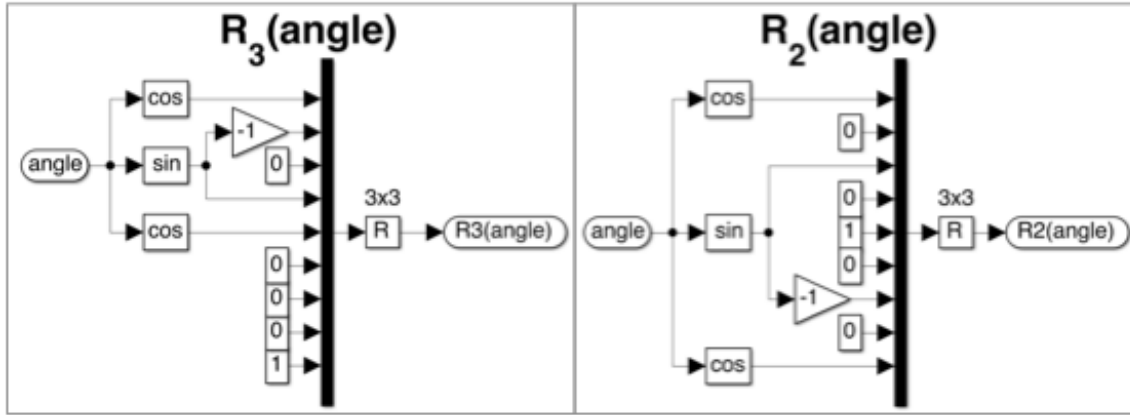 R3(angle)
cos
-1
angle
sin
0
cos
3x3
R
R3(angle)
0
0
0
1
R2(angle)
cos
0
0
3x3
angle
sin
1
R
R2(angle)
0
-1
0
cos